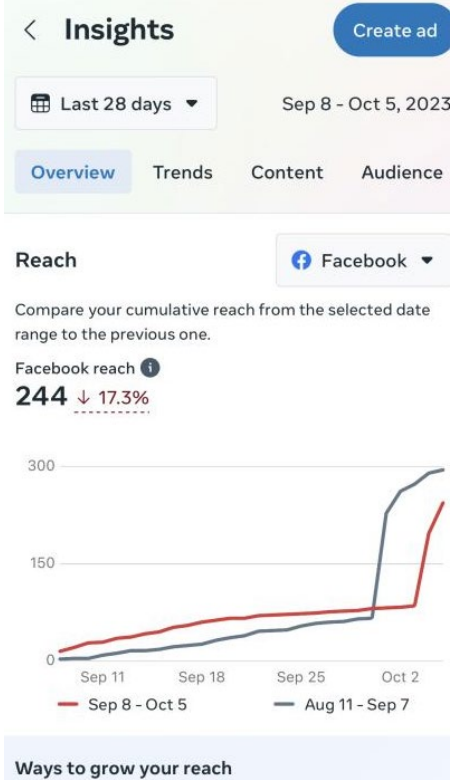 Insights
Create ad
Last 28 days
Sep 8 - Oct 5, 2023
Overview Trends Content Audience
Reach
Facebook
Compare your cumulative reach from the selected date
range to the previous one.
Facebook reach
244 ↓ 17.3%
300
150
0
Sep 11 Sep 18 Sep 25 Oct 2
Sep 8 - Oct 5 Aug 11 - Sep 7
Ways to grow your reach